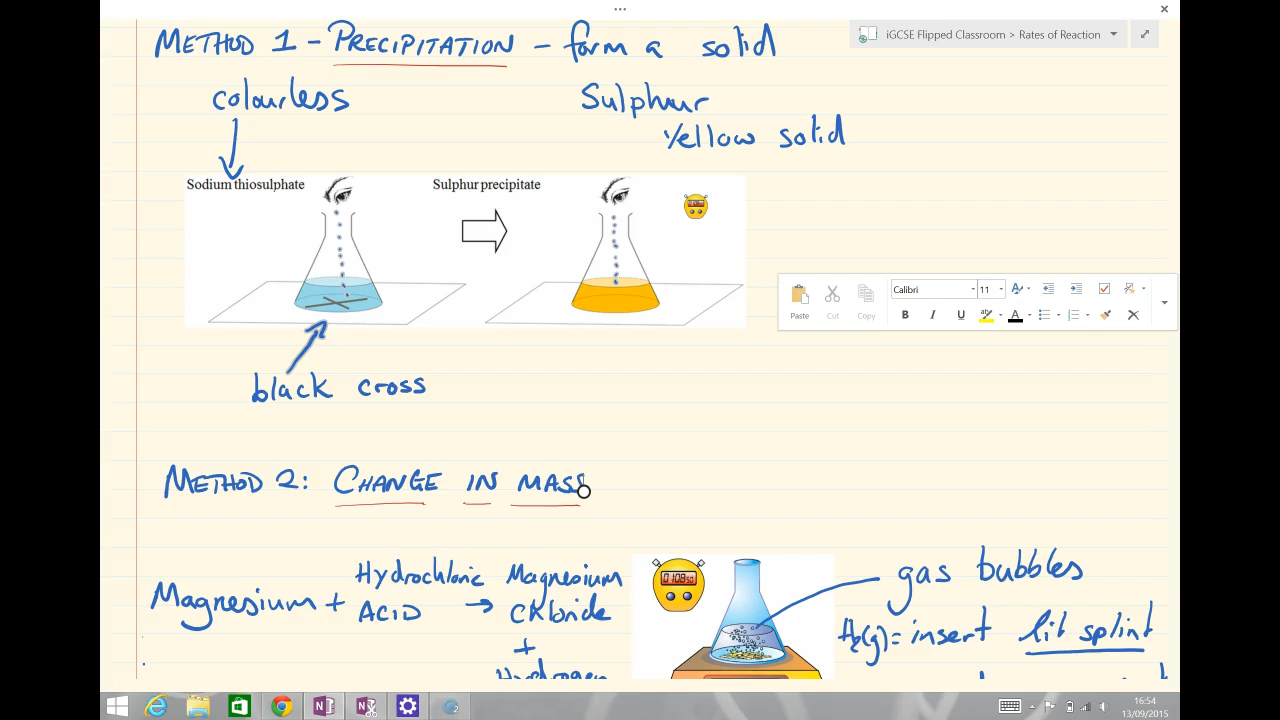 iGCSE Flipped Classroom > Rates of Reaction
METHOD 1 - PRECIPITATION - form a solid
colourless
Sulphur
Yellow solid
Sodium thiosulphate
Sulphur precipitate
Calibri
11
Paste
Cut
Copy
B I U A
black cross
METHOD 2: CHANGE IN MASS
Magnesium + Hydrochloric ACID → Magnesium Chloride
+
Hydrogen
gas bubbles
H2(g) = insert lit splint
16:54
13/09/2015